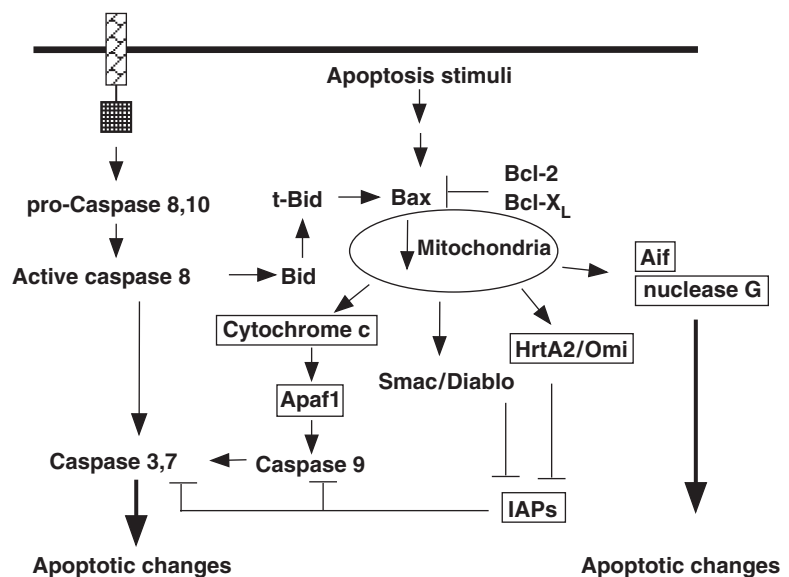 Apoptosis stimuli
Bcl-2
Bcl-XL
pro-Caspase 8,10
t-Bid
Bax
Mitochondria
Aif
nuclease G
Active caspase 8
Bid
Cytochrome c
HrtA2/Omi
Smac/Diablo
Apaf1
Caspase 3,7
Caspase 9
IAPs
Apoptotic changes
Apoptotic changes